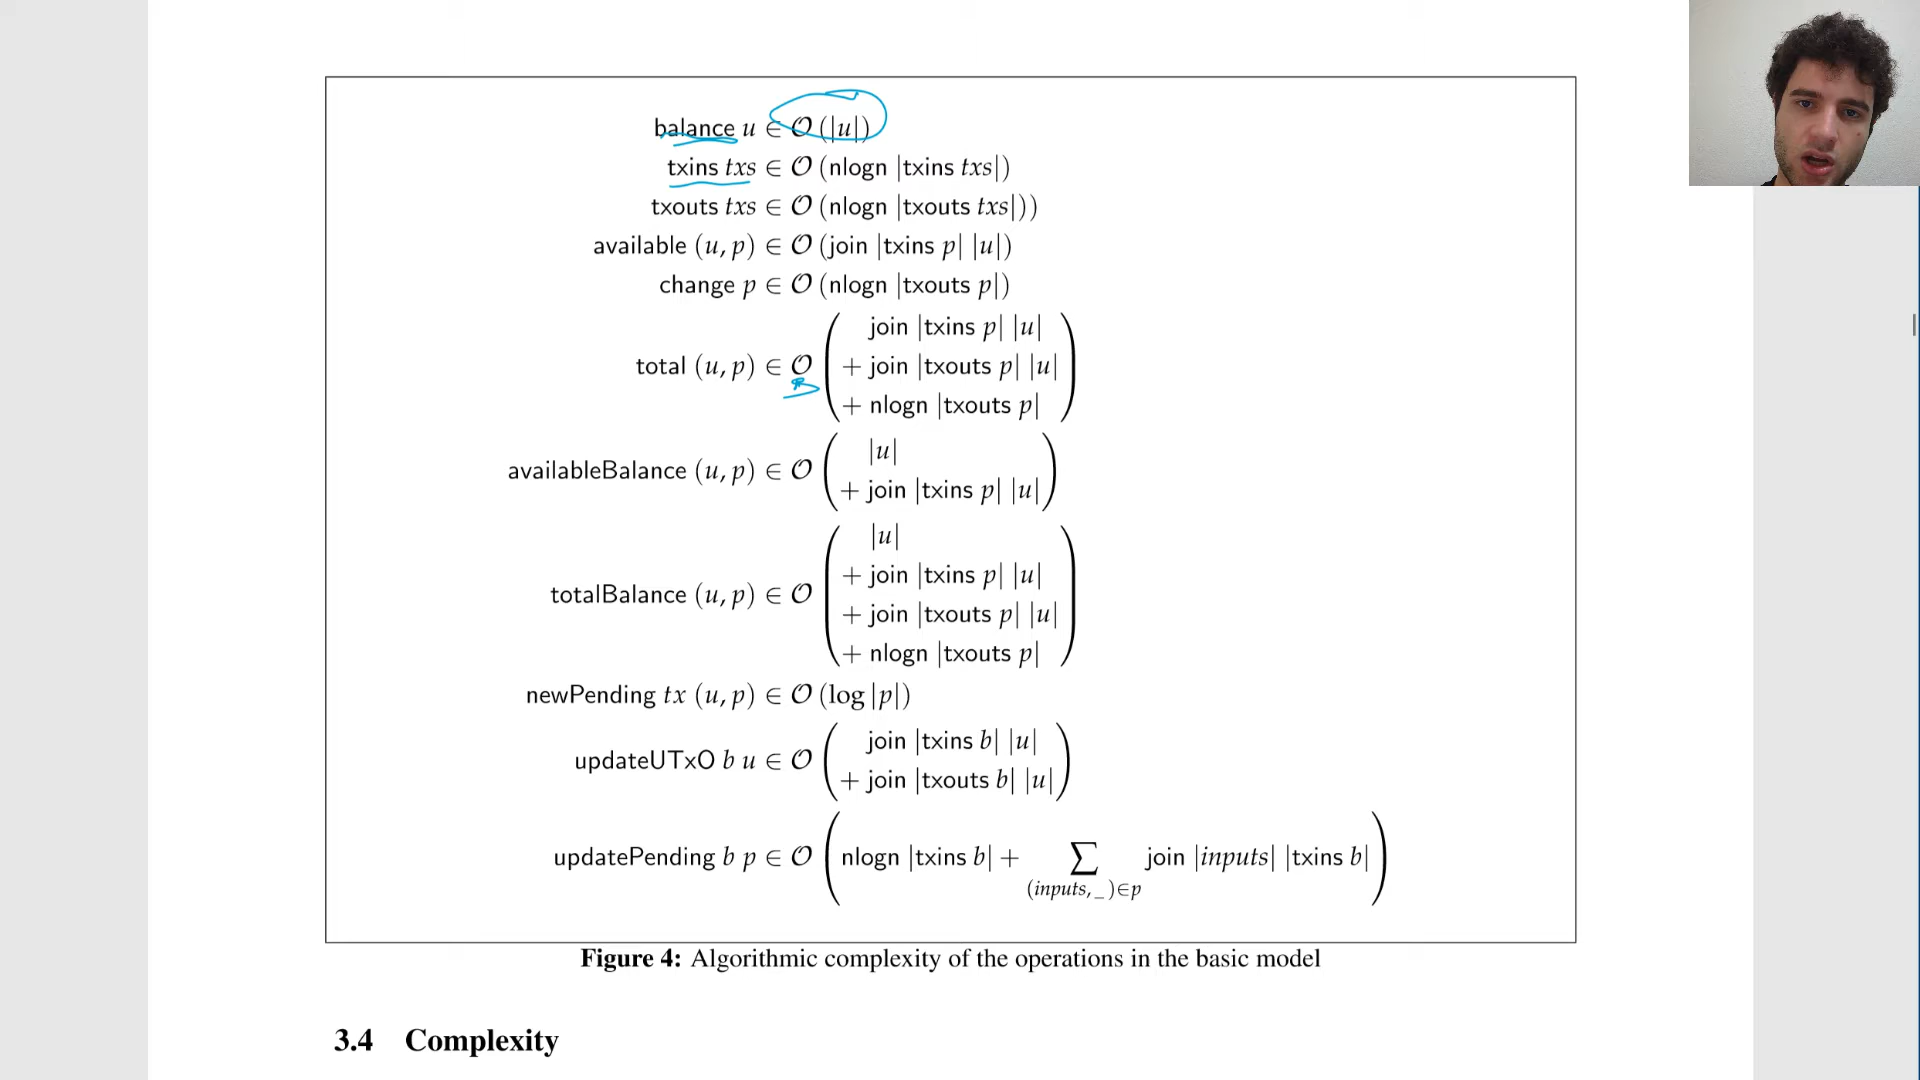 balance u ∈ O (|u|)
txins txs ∈ O (nlogn |txins txs|)
txouts txs ∈ O (nlogn |txouts txs|))
available (u, p) ∈ O (join |txins p| |u|)
change p ∈ O (nlogn |txouts p|)
join |txins p| |u|
total (u, p) ∈ O ( + join |txouts p| |u| )
+ nlogn |txouts p|
|u|
availableBalance (u, p) ∈ O ( + join |txins p| |u| )
|u|
+ join |txins p| |u|
totalBalance (u, p) ∈ O ( + join |txouts p| |u| )
+ nlogn |txouts p|
newPending tx (u, p) ∈ O (log |p|)
join |txins b| |u|
updateUTxO b u ∈ O ( + join |txouts b| |u| )
updatePending b p ∈ O ( nlogn |txins b| + ∑ join |inputs| |txins b| )
(inputs,_)∈p
Figure 4: Algorithmic complexity of the operations in the basic model
3.4 Complexity